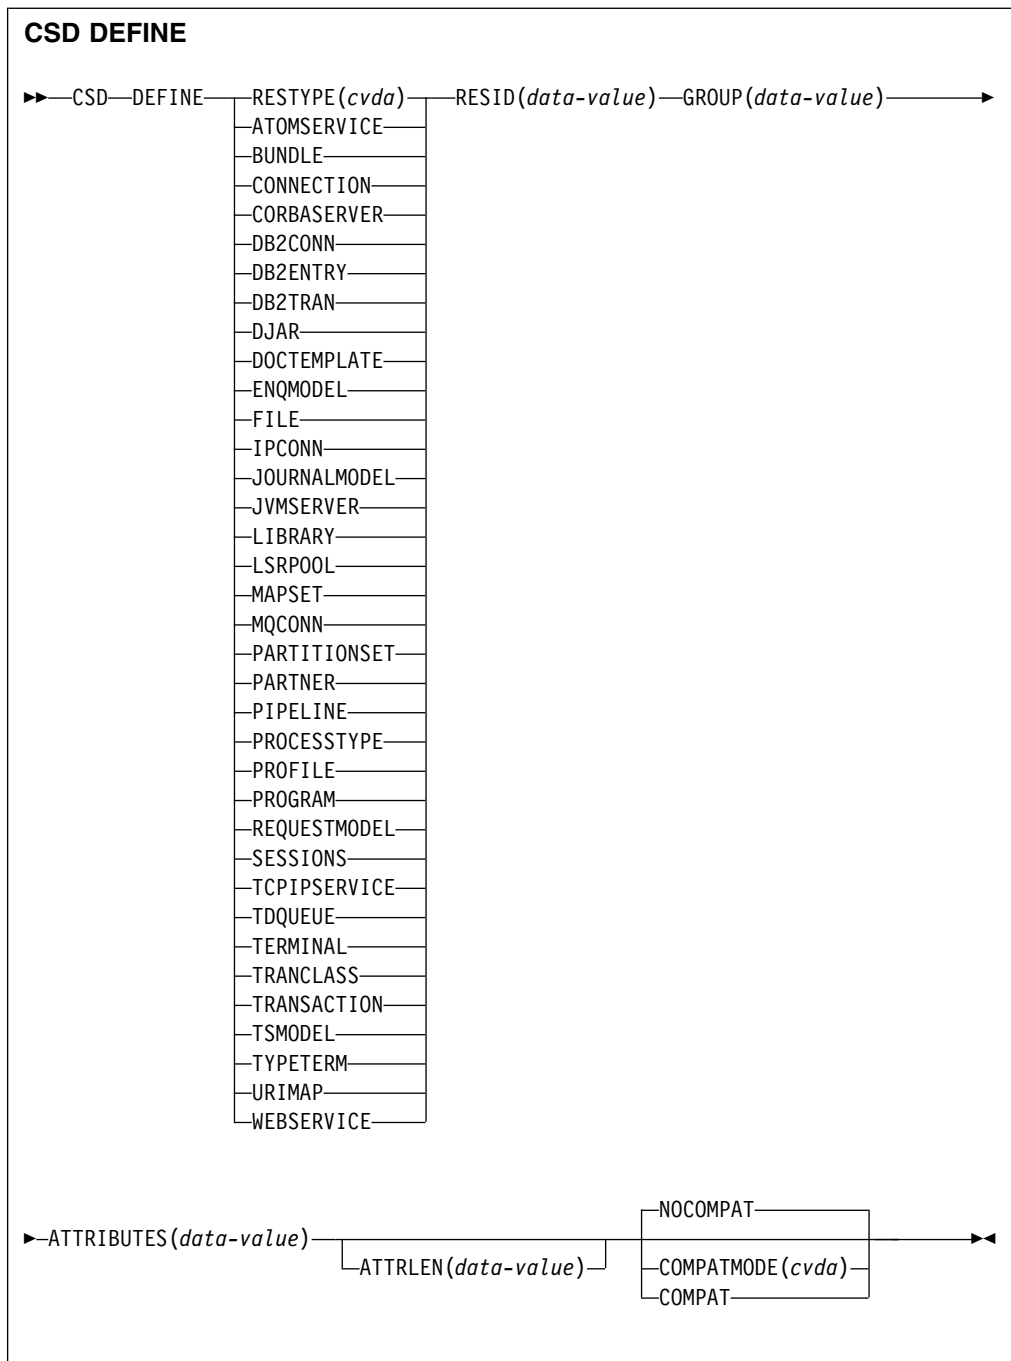 CSD DEFINE
CSD DEFINE RESTYPE(cvda) RESID(data-value) GROUP(data-value)
ATOMSERVICE
BUNDLE
CONNECTION
CORBASERVER
DB2CONN
DB2ENTRY
DB2TRAN
DJAR
DOCTEMPLATE
ENQMODEL
FILE
IPCONN
JOURNALMODEL
JVMSERVER
LIBRARY
LSRPOOL
MAPSET
MQCONN
PARTITIONSET
PARTNER
PIPELINE
PROCESSTYPE
PROFILE
PROGRAM
REQUESTMODEL
SESSIONS
TCPIPSERVICE
TDQUEUE
TERMINAL
TRANCLASS
TRANSACTION
TSMODEL
TYPETERM
URIMAP
WEBSERVICE
NOCOMPAT
ATTRIBUTES(data-value)
ATTRLEN(data-value) COMPATMODE(cvda)
COMPAT